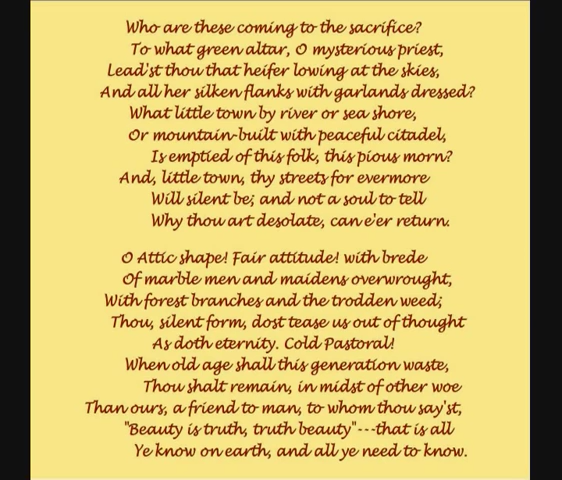 Who are these coming to the sacrifice?
To what green altar, O mysterious priest,
Lead'st thou that heifer lowing at the skies,
And all her silken flanks with garlands dressed?
What little town by river or sea shore,
Or mountain-built with peaceful citadel,
Is emptied of this folk, this pious morn?
And, little town, thy streets for evermore
Will silent be; and not a soul to tell
Why thou art desolate, can e'er return.
O Attic shape! Fair attitude! with brede
Of marble men and maidens overwrought,
With forest branches and the trodden weed;
Thou, silent form, dost tease us out of thought
As doth eternity. Cold Pastoral!
When old age shall this generation waste,
Thou shalt remain, in midst of other woe
Than ours, a friend to man, to whom thou say'st,
"Beauty is truth, truth beauty"---that is all
Ye know on earth, and all ye need to know.